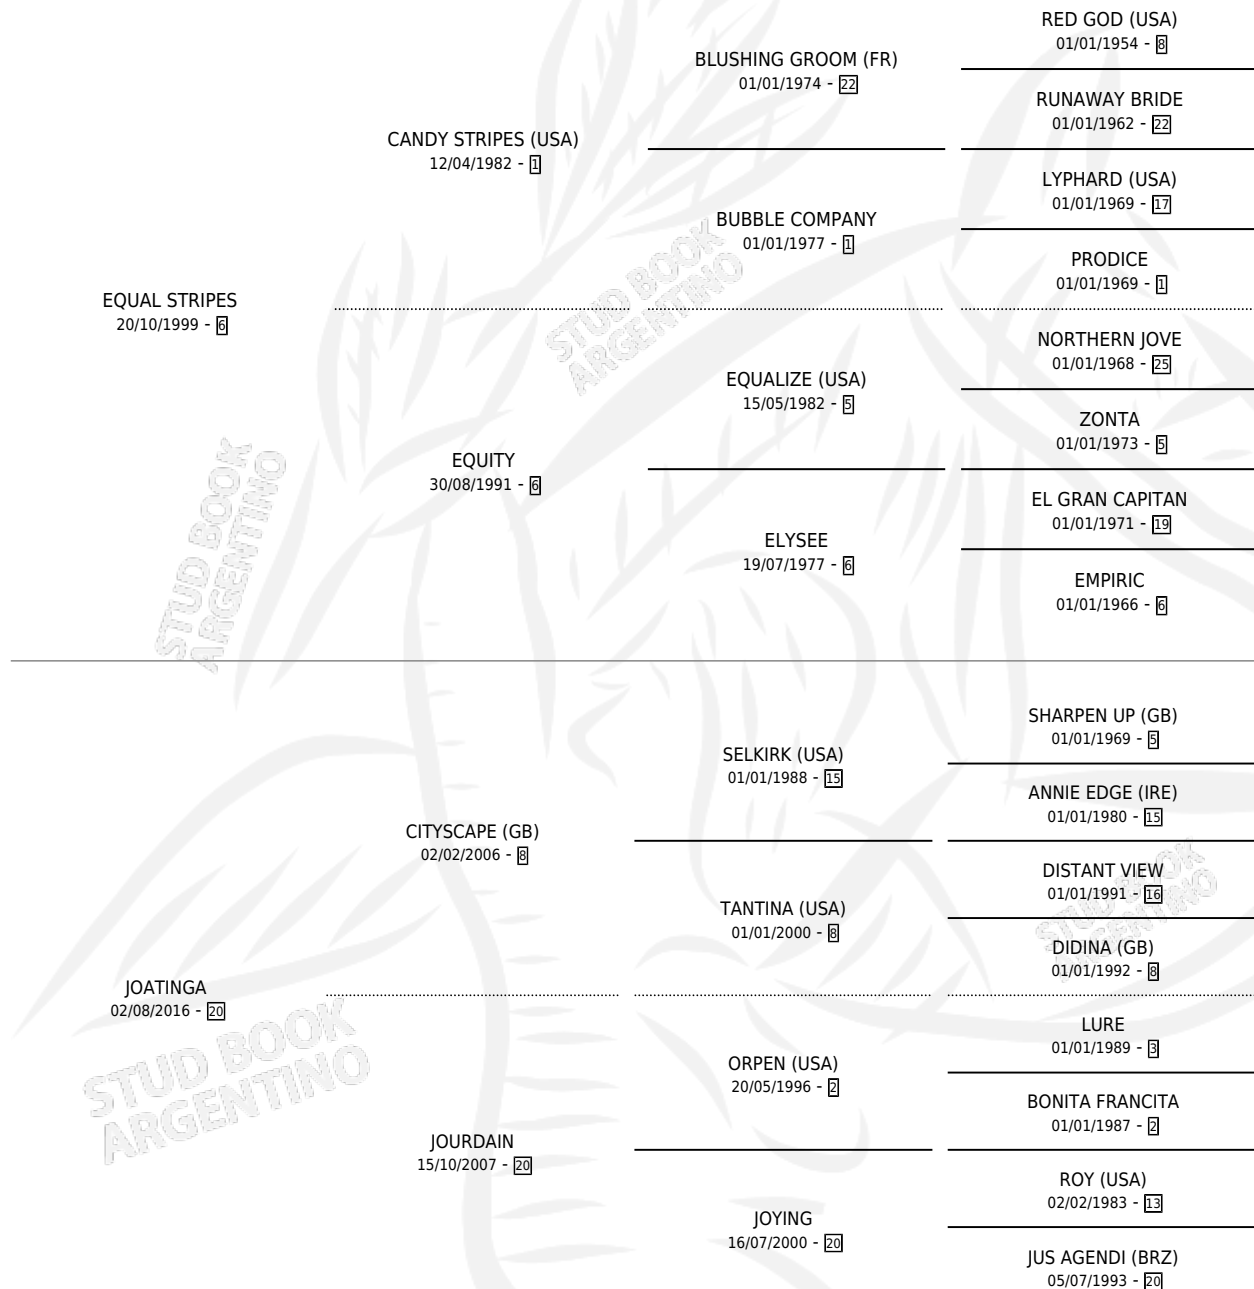 RED GOD (USA)
01/01/1954 - 8
BLUSHING GROOM (FR)
01/01/1974 - 22
RUNAWAY BRIDE
01/01/1962 - 22
CANDY STRIPES (USA)
12/04/1982 - 1
LYPHARD (USA)
01/01/1969 - 17
BUBBLE COMPANY
01/01/1977 - 1
PRODICE
01/01/1969 - 1
EQUAL STRIPES
20/10/1999 - 6
NORTHERN JOVE
01/01/1968 - 25
EQUALIZE (USA)
15/05/1982 - 5
ZONTA
01/01/1973 - 5
EQUITY
30/08/1991 - 6
EL GRAN CAPITAN
01/01/1971 - 19
ELYSEE
19/07/1977 - 6
EMPIRIC
01/01/1966 - 6
SHARPEN UP (GB)
01/01/1969 - 5
SELKIRK (USA)
01/01/1988 - 15
ANNIE EDGE (IRE)
01/01/1980 - 15
CITYSCAPE (GB)
02/02/2006 - 8
DISTANT VIEW
01/01/1991 - 16
TANTINA (USA)
01/01/2000 - 8
DIDINA (GB)
01/01/1992 - 8
JOATINGA
02/08/2016 - 20
LURE
01/01/1989 - 3
ORPEN (USA)
20/05/1996 - 2
BONITA FRANCITA
01/01/1987 - 2
JOURDAIN
15/10/2007 - 20
ROY (USA)
02/02/1983 - 13
JOYING
16/07/2000 - 20
JUS AGENDI (BRZ)
05/07/1993 - 20
STUD BOOK
ARGENTINO
STUD BOOK
ARGENTINO
STUD BOOK
ARGENTINO
STUD BOOK
ARGENTINO